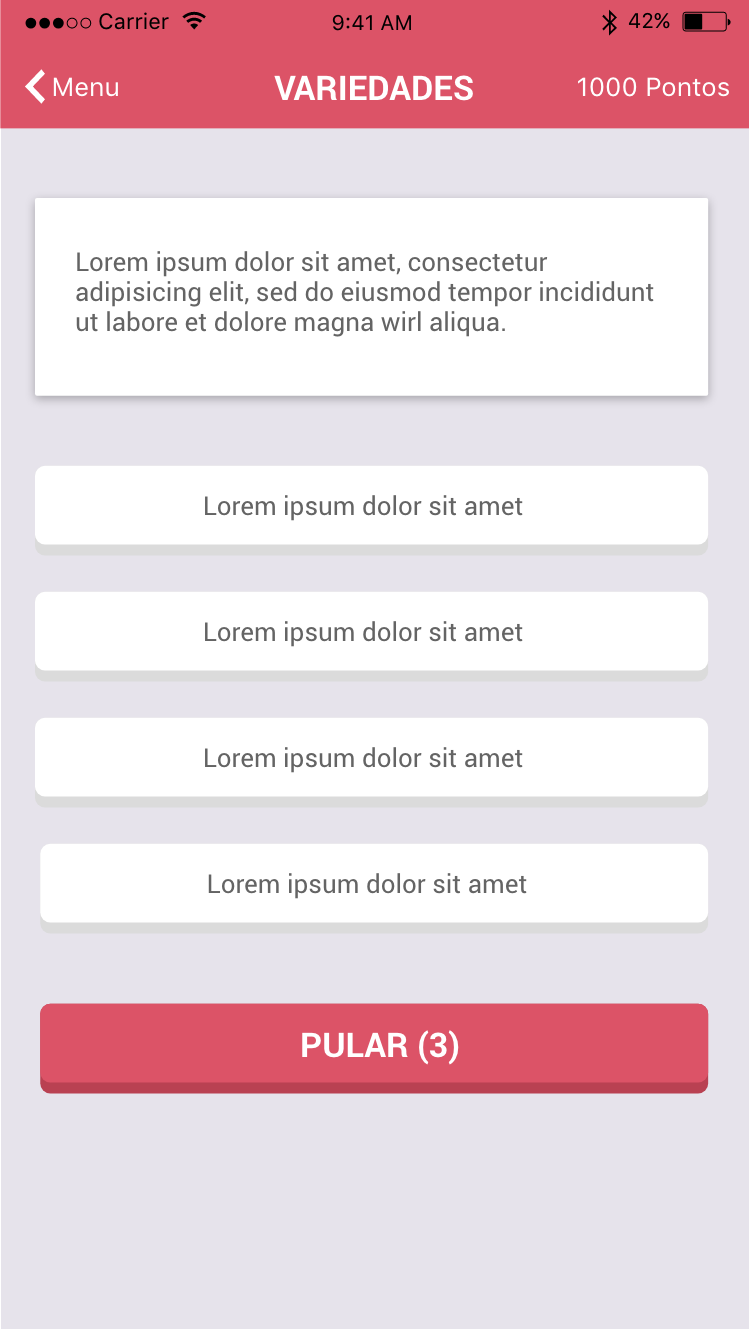 Carrier 9:41 AM 42%
Menu VARIEDADES 1000 Pontos
Lorem ipsum dolor sit amet, consectetur
adipisicing elit, sed do eiusmod tempor incididunt
ut labore et dolore magna wirl aliqua.
Lorem ipsum dolor sit amet
Lorem ipsum dolor sit amet
Lorem ipsum dolor sit amet
Lorem ipsum dolor sit amet
PULAR (3)